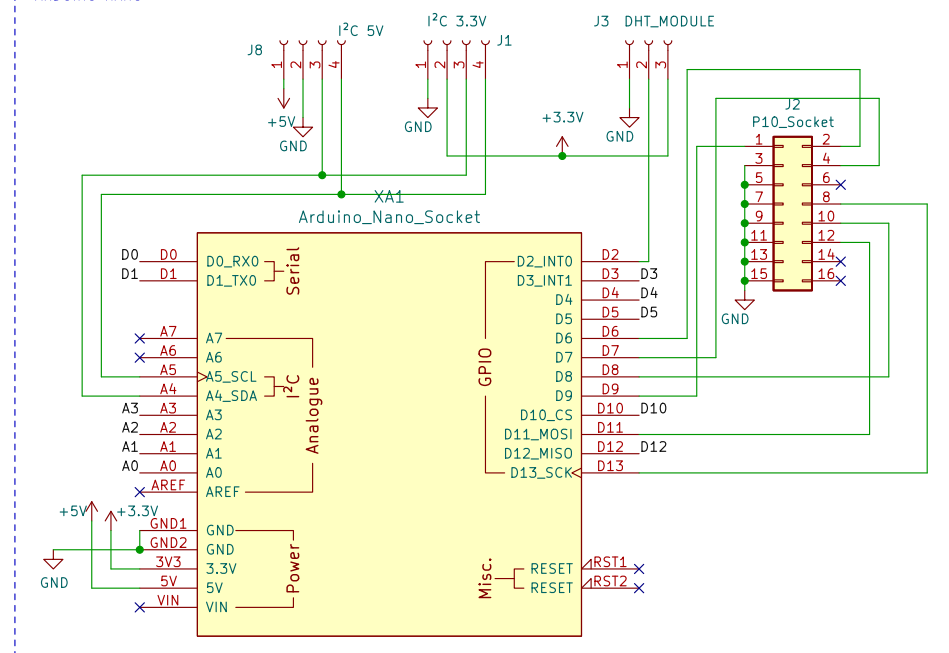 I²C 5V
J8
1
2
3
4
+5V
GND
I²C 3.3V
J1
1
2
3
4
GND
+3.3V
J3 DHT_MODULE
1
2
3
GND
J2
P10_Socket
1 2
3 4
5 6
7 8
9 10
11 12
13 14
15 16
GND
XA1
Arduino_Nano_Socket
D0 D0 D0_RX0
D1 D1 D1_TX0
Serial
A7 A7
A6 A6
A5 A5_SCL
A4 A4_SDA
I²C
A3 A3 A3
A2 A2 A2
A1 A1 A1
A0 A0 A0
AREF AREF
Analogue
+5V
+3.3V
GND1 GND
GND2 GND
3V3 3.3V
5V 5V
VIN VIN
Power
GND
D2_INT0 D2
D3_INT1 D3 D3
D4 D4 D4
D5 D5 D5
D6 D6
D7 D7
D8 D8
D9 D9
D10_CS D10 D10
D11_MOSI D11
D12_MISO D12 D12
D13_SCK D13
GPIO
RESET RST1
RESET RST2
Misc.